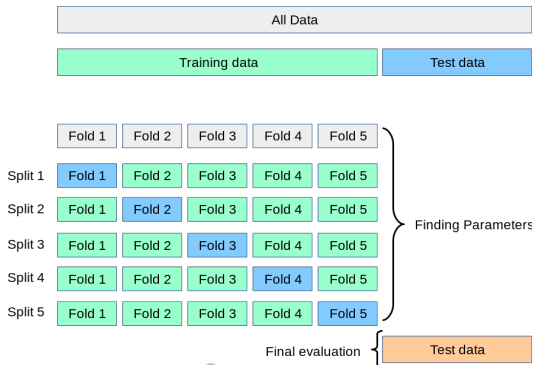 All Data
Training data Test data
Fold 1 Fold 2 Fold 3 Fold 4 Fold 5
Split 1 Fold 1 Fold 2 Fold 3 Fold 4 Fold 5
Split 2 Fold 1 Fold 2 Fold 3 Fold 4 Fold 5
Finding Parameters
Split 3 Fold 1 Fold 2 Fold 3 Fold 4 Fold 5
Split 4 Fold 1 Fold 2 Fold 3 Fold 4 Fold 5
Split 5 Fold 1 Fold 2 Fold 3 Fold 4 Fold 5
Final evaluation Test data